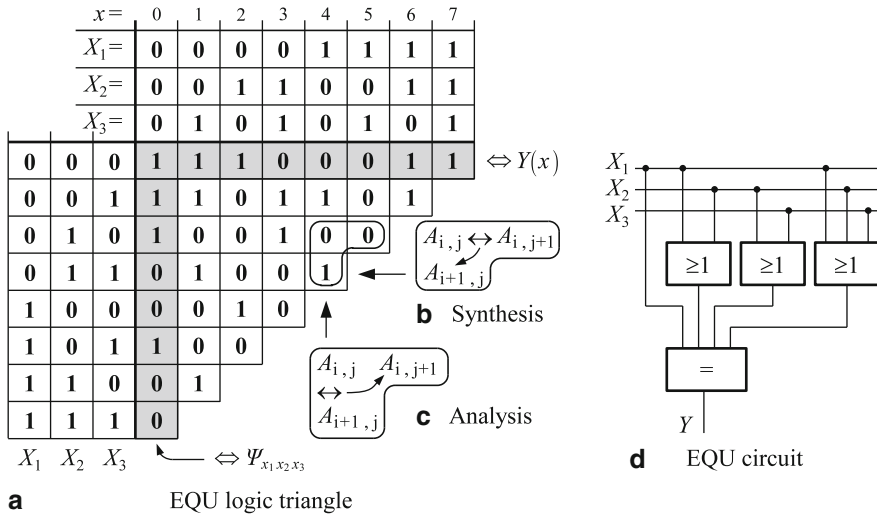 x = 0 1 2 3 4 5 6 7
X₁ = 0 0 0 0 1 1 1 1
X₂ = 0 0 1 1 0 0 1 1
X₃ = 0 1 0 1 0 1 0 1
0 0 0 1 1 1 0 0 0 1 1 ⇔ Y(x)
0 0 1 1 1 0 1 1 0 1
0 1 0 1 0 0 1 0 0
0 1 1 0 1 0 0 1
1 0 0 0 0 1 0
1 0 1 1 0 0
1 1 0 0 1
1 1 1 0
X₁ X₂ X₃ ⇔ Ψx₁x₂x₃
a EQU logic triangle
Aᵢ,ⱼ ↔ Aᵢ,ⱼ₊₁
Aᵢ₊₁,ⱼ
b Synthesis
Aᵢ,ⱼ Aᵢ,ⱼ₊₁
↔
Aᵢ₊₁,ⱼ
c Analysis
X₁
X₂
X₃
≥1 ≥1 ≥1
=
Y
d EQU circuit